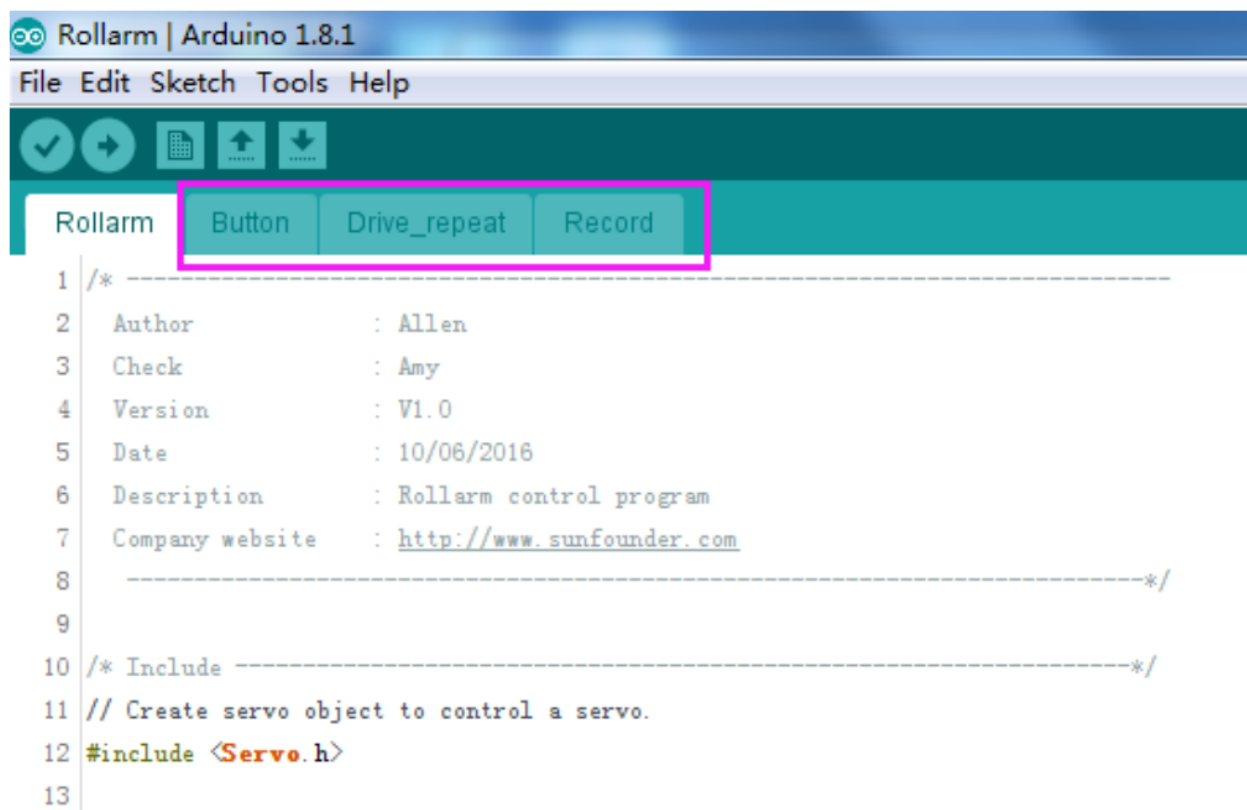 Rollarm | Arduino 1.8.1
File Edit Sketch Tools Help
Rollarm Button Drive_repeat Record
1 /* ----------------------------------------------------------------------------
2 Author : Allen
3 Check : Amy
4 Version : V1.0
5 Date : 10/06/2016
6 Description : Rollarm control program
7 Company website : http://www.sunfounder.com
8 ---------------------------------------------------------------------------*/
9
10 /* Include ------------------------------------------------------------------*/
11 // Create servo object to control a servo.
12 #include <Servo.h>
13